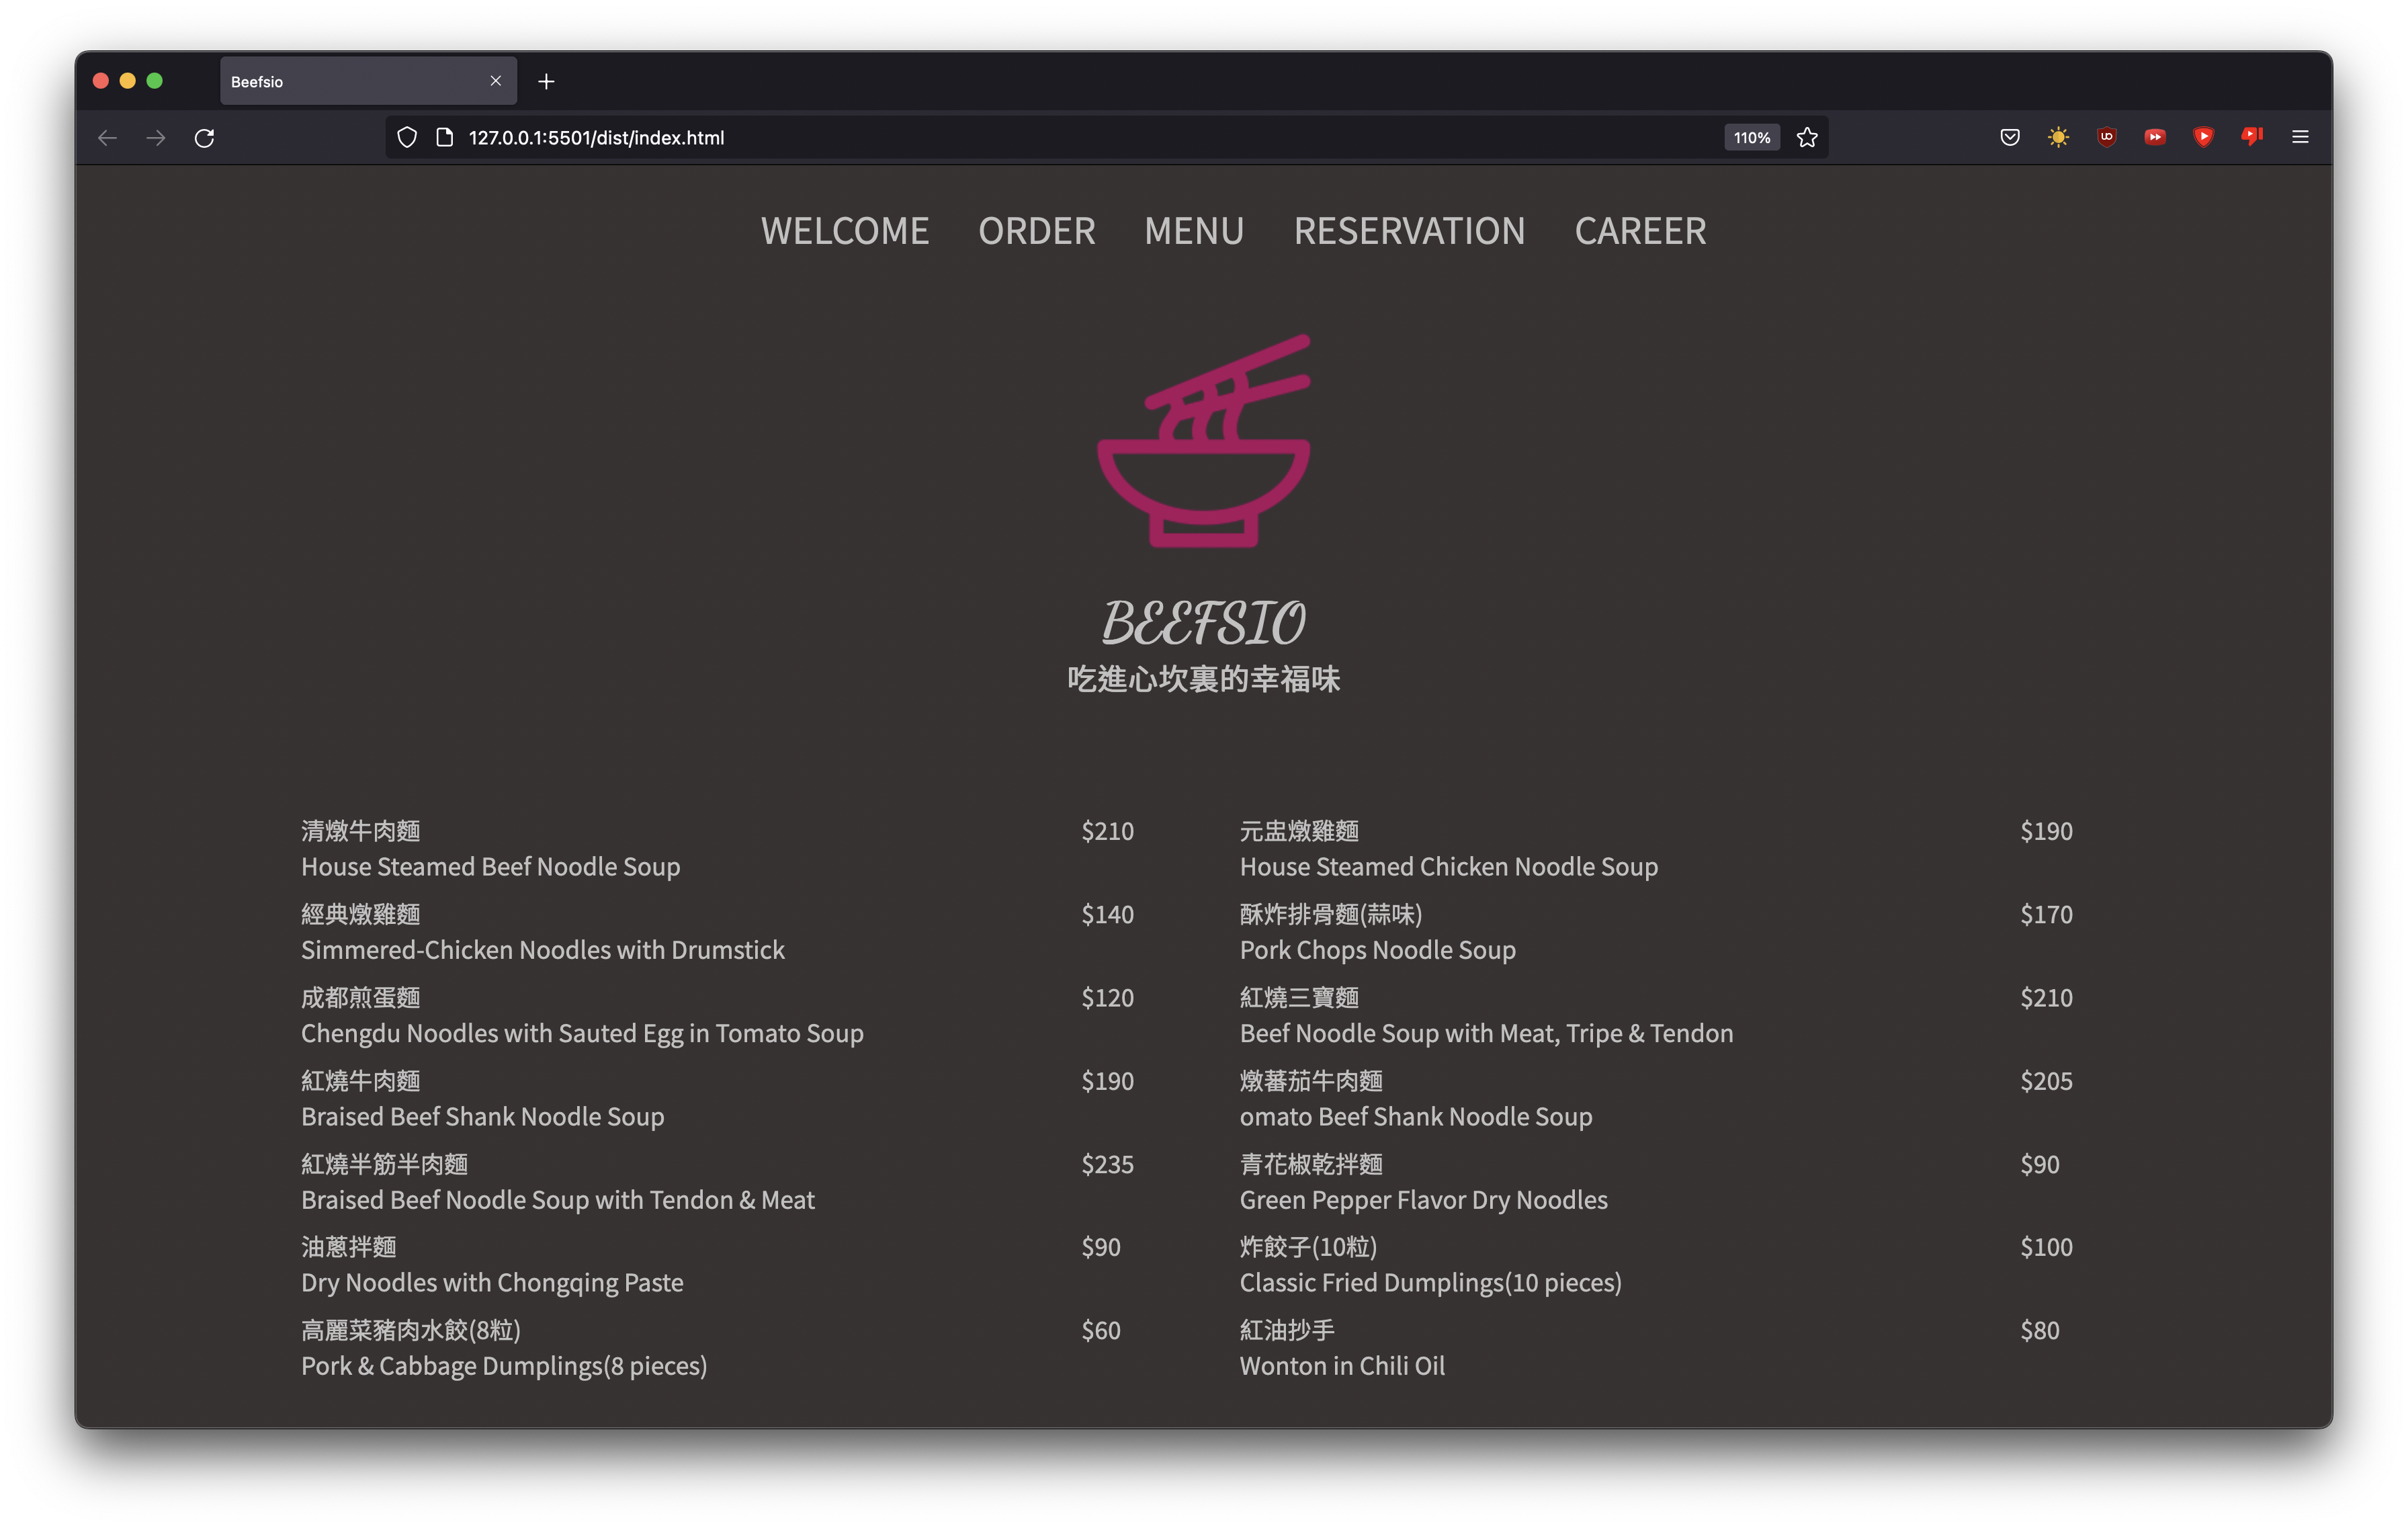 Beefsio
127.0.0.1:5501/dist/index.html
110%
WELCOME ORDER MENU RESERVATION CAREER
BEEFSIO
吃進心坎裏的幸福味
清燉牛肉麵 $210
House Steamed Beef Noodle Soup
經典燉雞麵 $140
Simmered-Chicken Noodles with Drumstick
成都煎蛋麵 $120
Chengdu Noodles with Sauted Egg in Tomato Soup
紅燒牛肉麵 $190
Braised Beef Shank Noodle Soup
紅燒半筋半肉麵 $235
Braised Beef Noodle Soup with Tendon & Meat
油蔥拌麵 $90
Dry Noodles with Chongqing Paste
高麗菜豬肉水餃(8粒) $60
Pork & Cabbage Dumplings(8 pieces)
元盅燉雞麵 $190
House Steamed Chicken Noodle Soup
酥炸排骨麵(蒜味) $170
Pork Chops Noodle Soup
紅燒三寶麵 $210
Beef Noodle Soup with Meat, Tripe & Tendon
燉蕃茄牛肉麵 $205
omato Beef Shank Noodle Soup
青花椒乾拌麵 $90
Green Pepper Flavor Dry Noodles
炸餃子(10粒) $100
Classic Fried Dumplings(10 pieces)
紅油抄手 $80
Wonton in Chili Oil